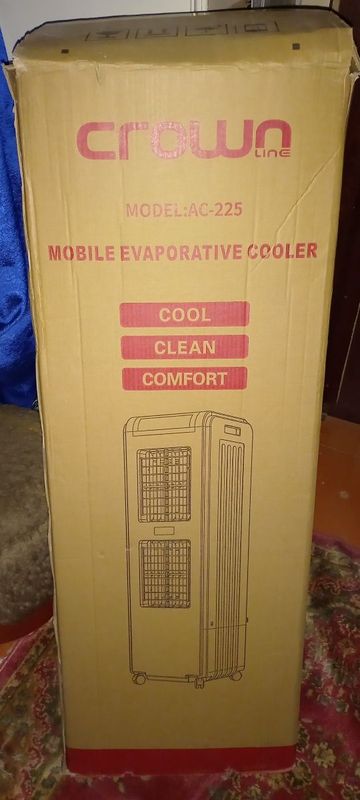 crown
LINE
MODEL:AC-225
MOBILE EVAPORATIVE COOLER
COOL
CLEAN
COMFORT